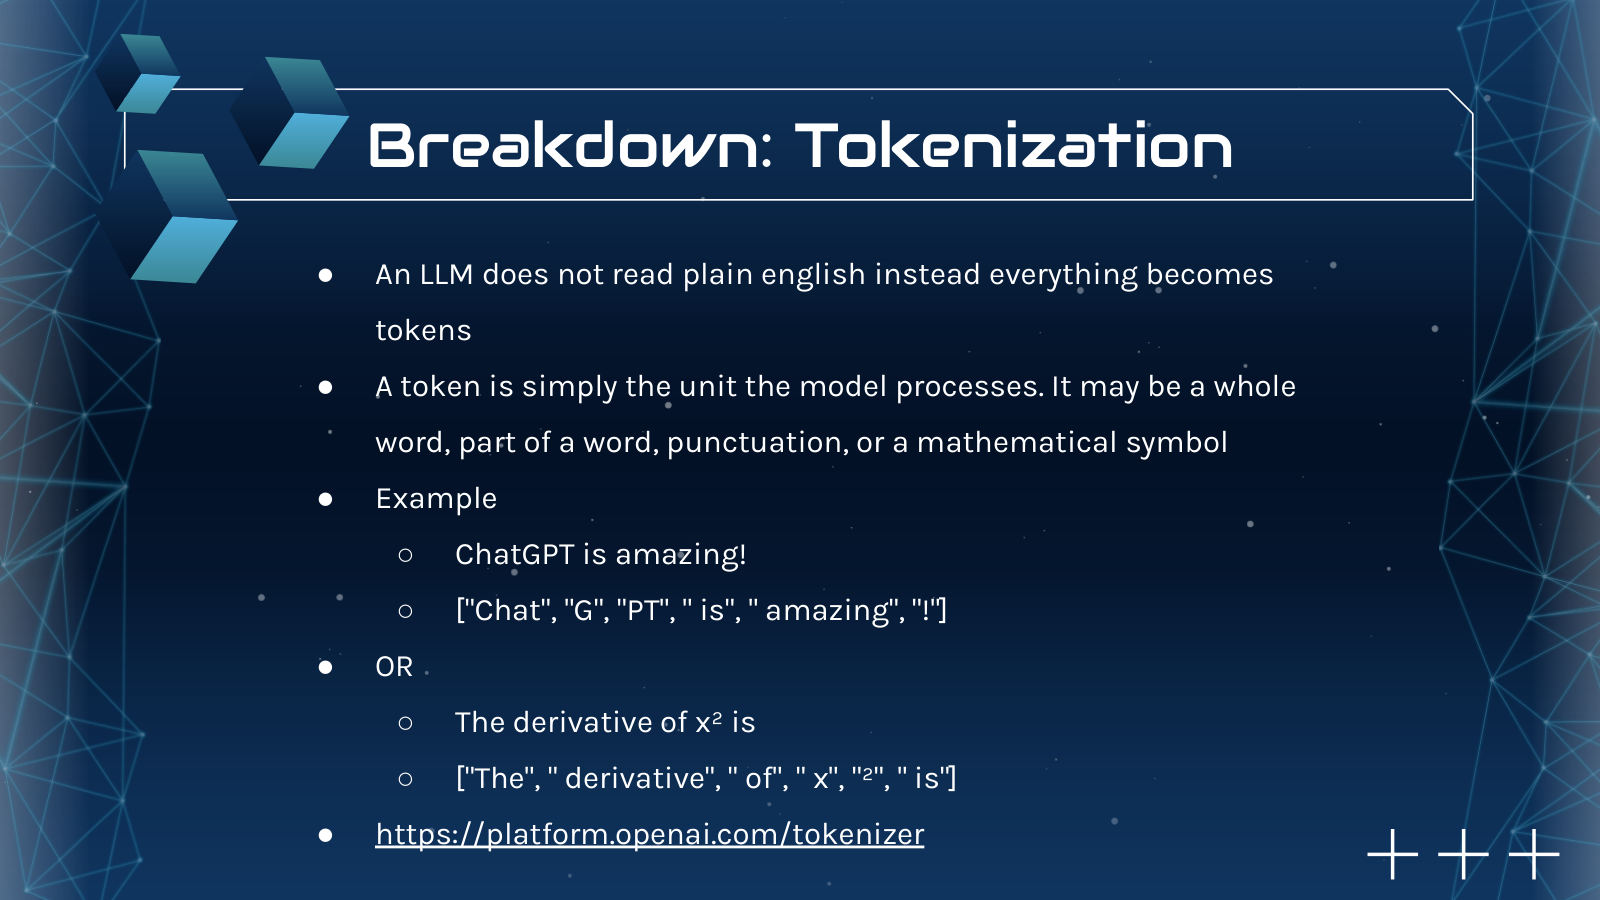 Breakdown: Tokenization
● An LLM does not read plain english instead everything becomes
tokens
● A token is simply the unit the model processes. It may be a whole
word, part of a word, punctuation, or a mathematical symbol
● Example
○ ChatGPT is amazing!
○ ["Chat", "G", "PT", " is", " amazing", "!"]
● OR
○ The derivative of x² is
○ ["The", " derivative", " of", " x", "²", " is"]
● https://platform.openai.com/tokenizer